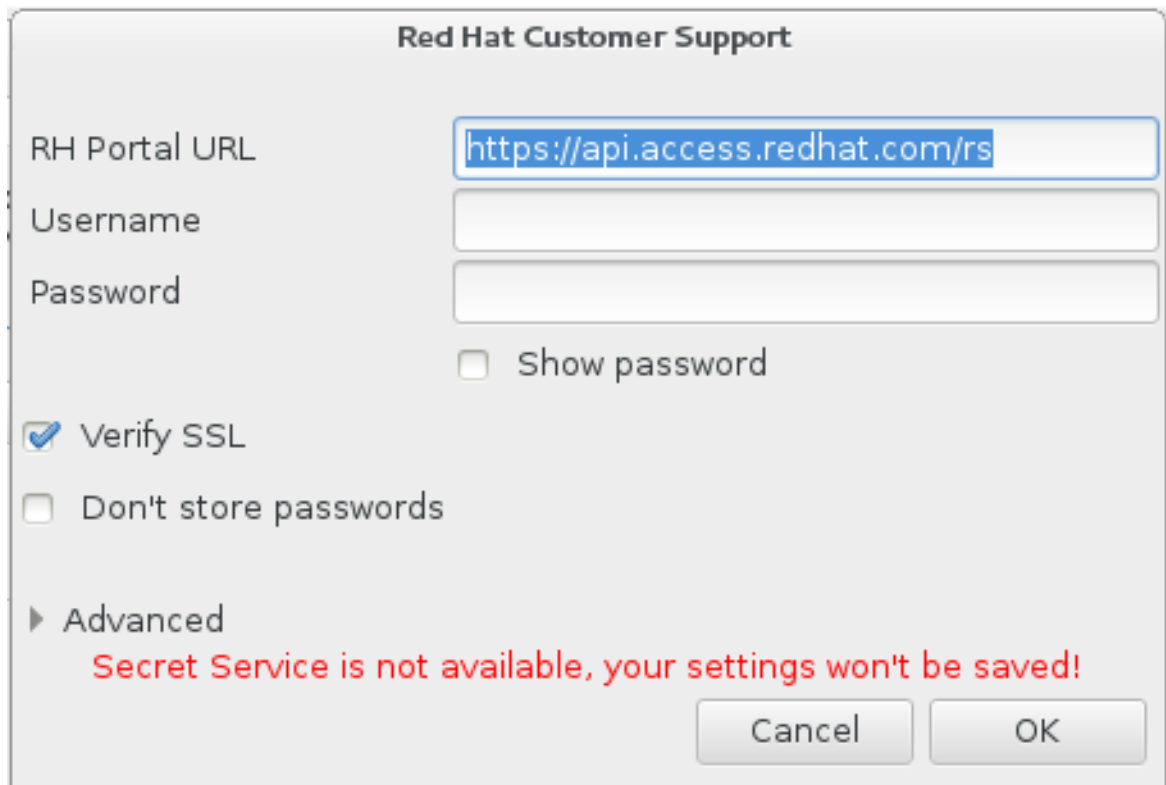 Red Hat Customer Support
RH Portal URL https://api.access.redhat.com/rs
Username
Password
Show password
Verify SSL
Don't store passwords
Advanced
Secret Service is not available, your settings won't be saved!
Cancel OK